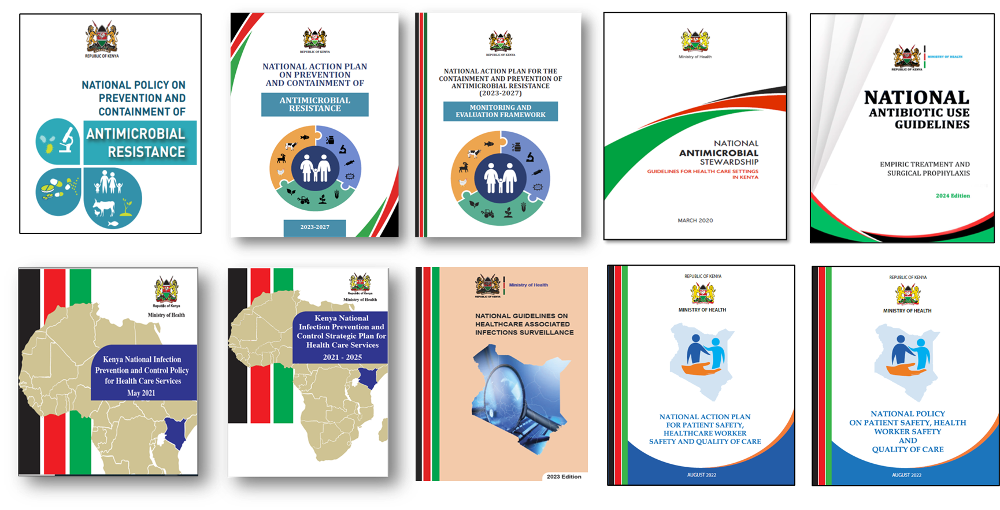 REPUBLIC OF KENYA
NATIONAL POLICY ON
PREVENTION AND
CONTAINMENT OF
ANTIMICROBIAL
RESISTANCE
REPUBLIC OF KENYA
NATIONAL ACTION PLAN
ON PREVENTION
AND CONTAINMENT OF
ANTIMICROBIAL
RESISTANCE
2023-2027
REPUBLIC OF KENYA
NATIONAL ACTION PLAN FOR THE
CONTAINMENT AND PREVENTION OF
ANTIMICROBIAL RESISTANCE
(2023-2027)
MONITORING AND
EVALUATION FRAMEWORK
Ministry of Health
NATIONAL
ANTIMICROBIAL
STEWARDSHIP
GUIDELINES FOR HEALTH CARE SETTINGS
IN KENYA
MARCH 2020
MINISTRY OF HEALTH
REPUBLIC OF KENYA
NATIONAL
ANTIBIOTIC USE
GUIDELINES
EMPIRIC TREATMENT AND
SURGICAL PROPHYLAXIS
2024 Edition
Republic of Kenya
Ministry of Health
Kenya National Infection
Prevention and Control Policy
for Health Care Services
May 2021
Republic of Kenya
Ministry of Health
Kenya National
Infection Prevention and
Control Strategic Plan for
Health Care Services
2021 - 2025
Ministry of Health
REPUBLIC OF KENYA
NATIONAL GUIDELINES ON
HEALTHCARE ASSOCIATED
INFECTIONS SURVEILLANCE
2023 Edition
REPUBLIC OF KENYA
MINISTRY OF HEALTH
NATIONAL ACTION PLAN
FOR PATIENT SAFETY,
HEALTHCARE WORKER
SAFETY AND QUALITY OF CARE
AUGUST 2022
REPUBLIC OF KENYA
MINISTRY OF HEALTH
NATIONAL POLICY
ON PATIENT SAFETY, HEALTH
WORKER SAFETY
AND
QUALITY OF CARE
AUGUST 2022